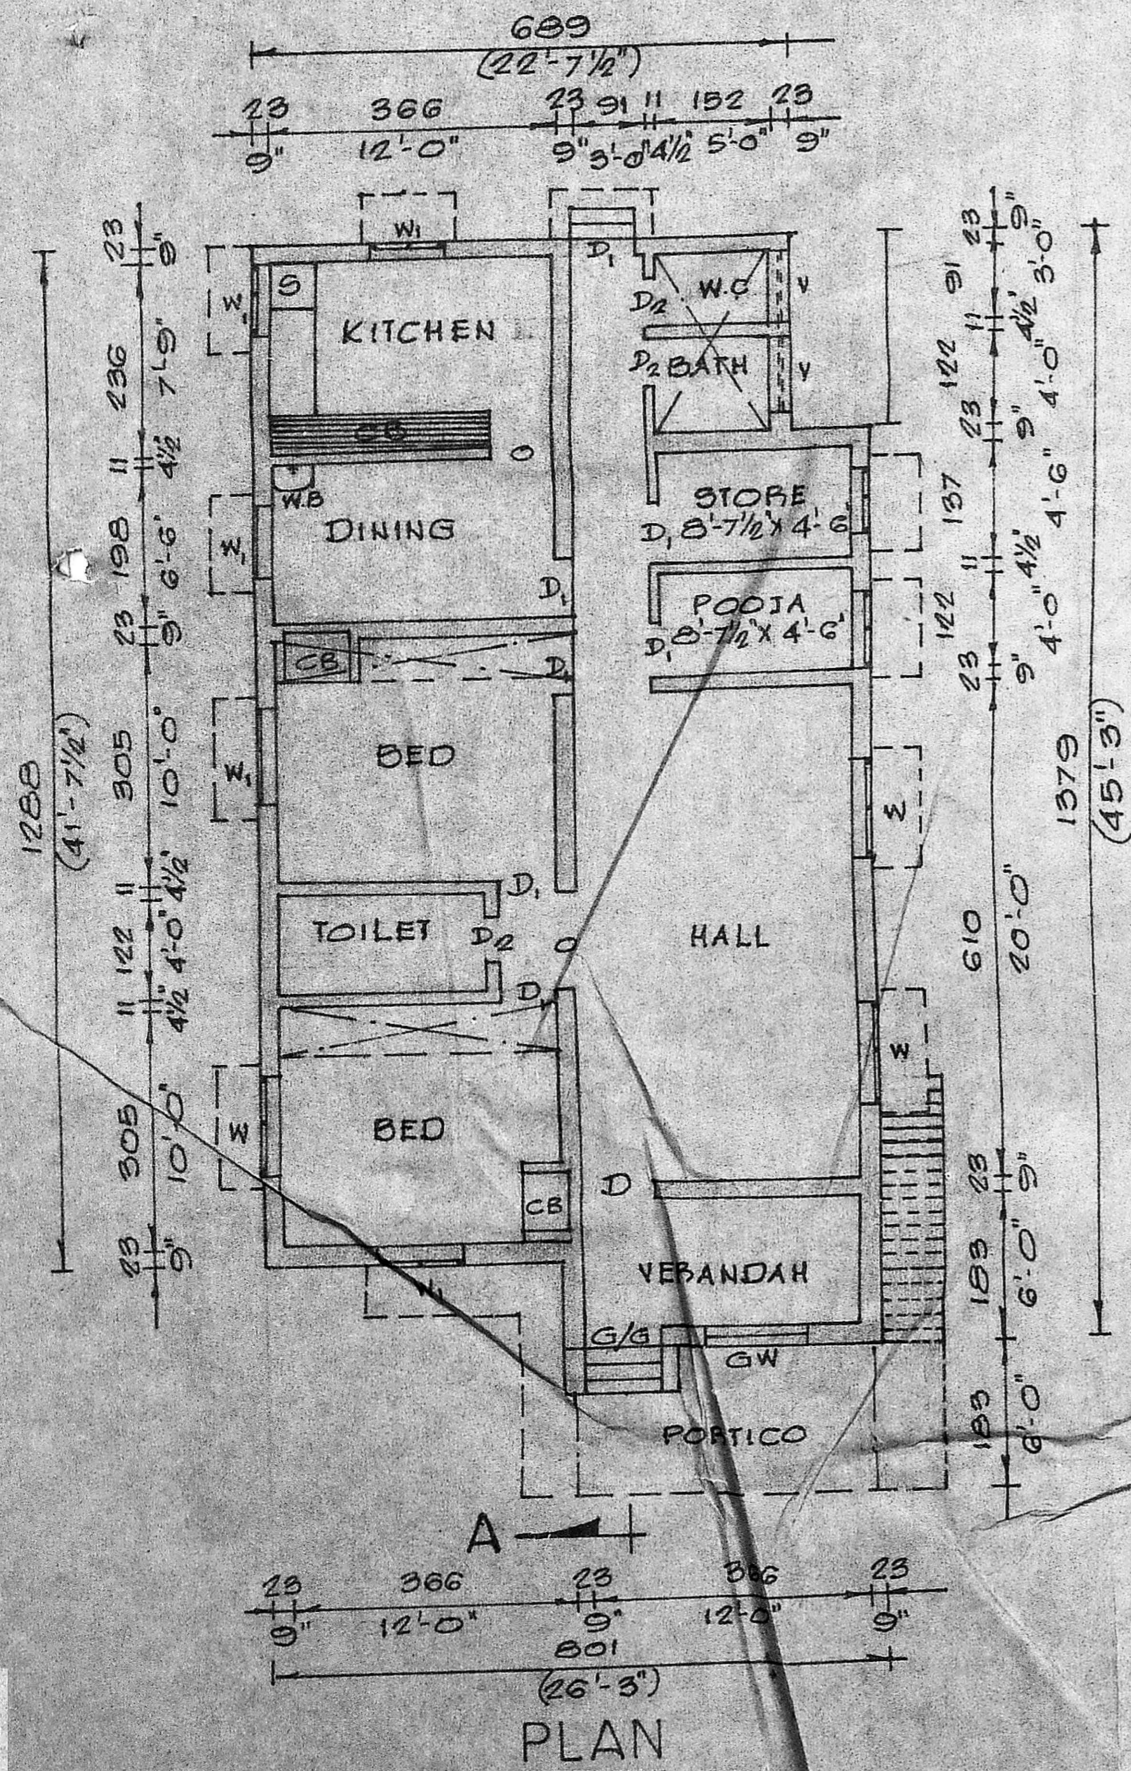 689
(22'-7½")
23 366 23 91 11 152 23
9" 12'-0" 9" 3'-0" 4½" 5'-0" 9"
23
9"
236
7'-9"
11
4½"
198
6'-6"
23
9"
305
10'-0"
11
4½"
122
4'-0"
11
4½"
305
10'-0"
23
9"
1288
(41'-7½")
W1
W1
S
KITCHEN
CB
O
D1
D2
W.C
V
D2
BATH
V
W.B
DINING
W1
D1
STORE
D1 8'-7½" X 4'-6"
POOJA
D1 8'-7½" X 4'-6"
CB
D1
BED
W1
D1
TOILET
D2
O
HALL
W
D
W
BED
W
CB
D
VERANDAH
W1
G/G
GW
PORTICO
23
9"
91
3'-0"
11
4½"
122
4'-0"
23
9"
137
4'-6"
11
4½"
122
4'-0"
23
9"
610
20'-0"
23
9"
183
6'-0"
183
6'-0"
1379
(45'-3")
A
23 366 23 366 23
9" 12'-0" 9" 12'-0" 9"
801
(26'-3")
PLAN